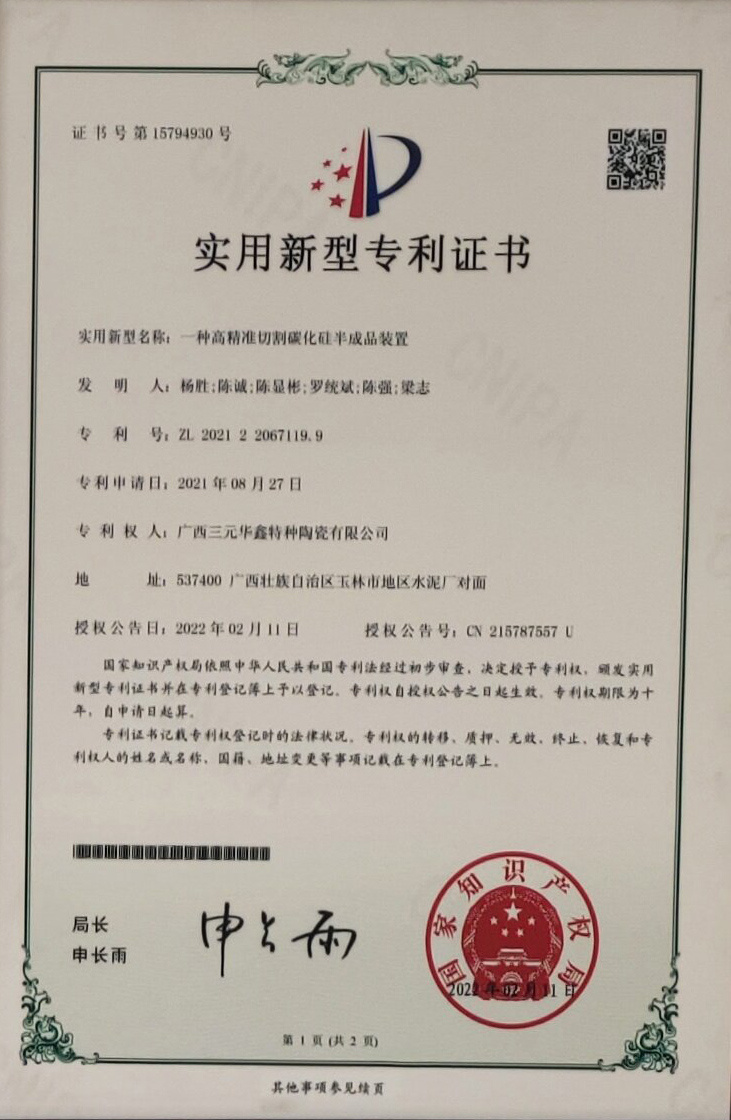 证书号第15794930号
实用新型专利证书
实用新型名称：一种高精准切割碳化硅半成品装置
发明人：杨胜;陈诚;陈显彬;罗统斌;陈强;梁志
专利号：ZL 2021 2 2067119.9
专利申请日：2021年08月27日
专利权人：广西三元华鑫特种陶瓷有限公司
地址：537400 广西壮族自治区玉林市地区水泥厂对面
授权公告日：2022年02月11日 授权公告号：CN 215787557 U
国家知识产权局依照中华人民共和国专利法经过初步审查，决定授予专利权，颁发实用
新型专利证书并在专利登记簿上予以登记。专利权自授权公告之日起生效。专利权期限为十
年，自申请日起算。
专利证书记载专利权登记时的法律状况。专利权的转移、质押、无效、终止、恢复和专
利权人的姓名或名称、国籍、地址变更等事项记载在专利登记簿上。
局长
申长雨
申长雨
国家知识产权局
2022年02月11日
第 1 页 (共 2 页)
其他事项参见续页
CNIPA
CNIPA